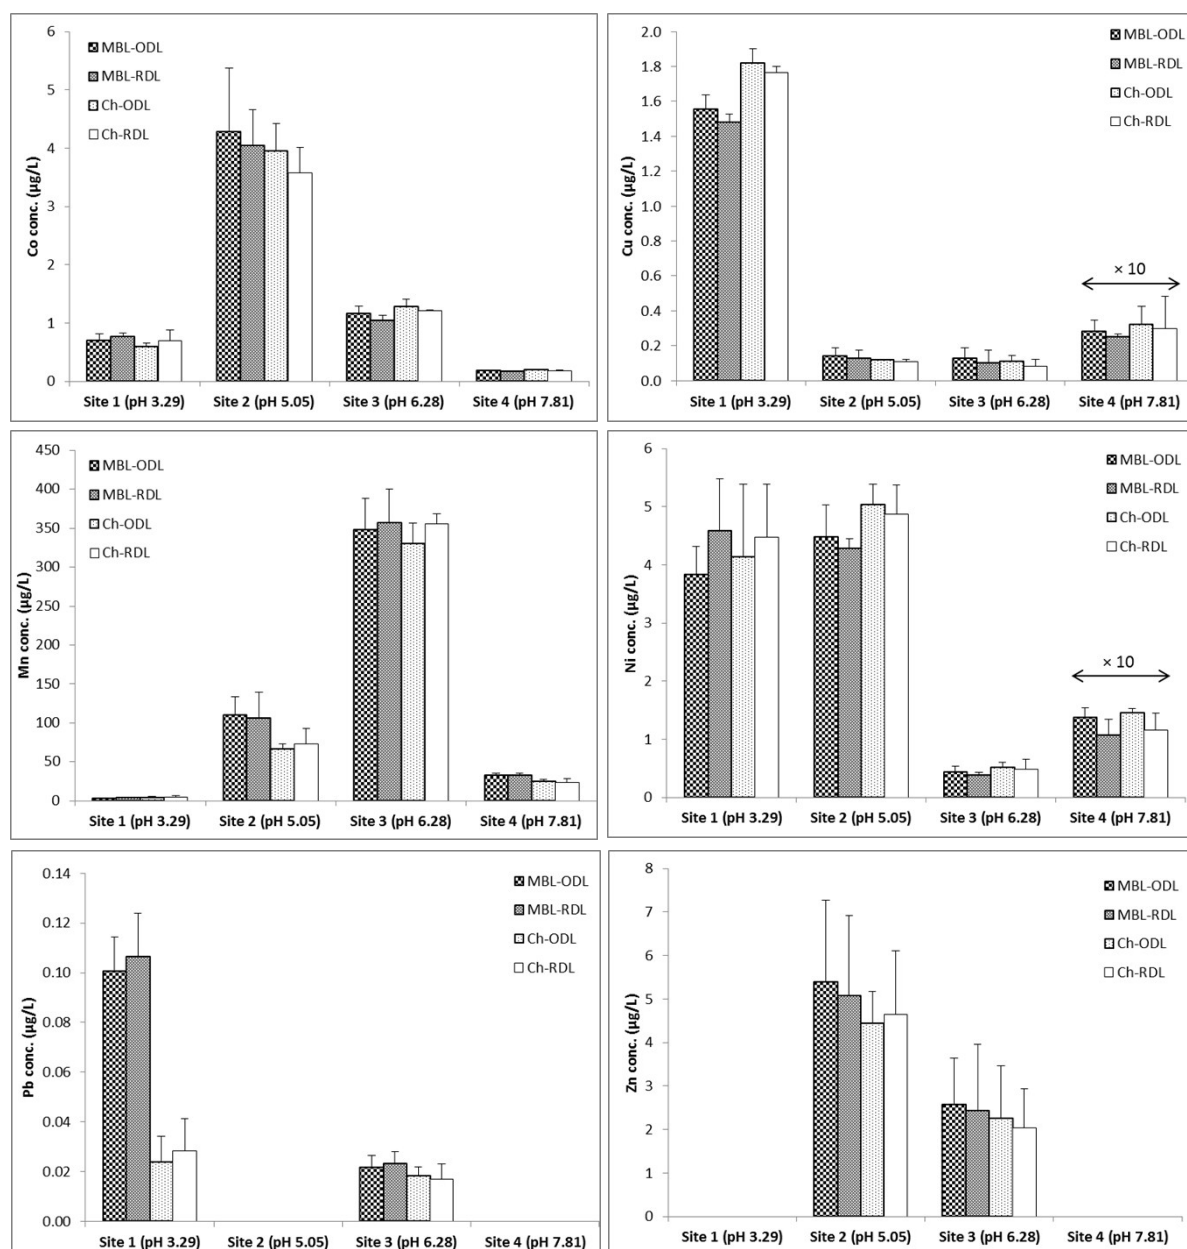 6
5
4
3
2
1
0
Co conc. (µg/L)
MBL-ODL
MBL-RDL
Ch-ODL
Ch-RDL
Site 1 (pH 3.29) Site 2 (pH 5.05) Site 3 (pH 6.28) Site 4 (pH 7.81)
2.0
1.8
1.6
1.4
1.2
1.0
0.8
0.6
0.4
0.2
0.0
Cu conc. (µg/L)
MBL-ODL
MBL-RDL
Ch-ODL
Ch-RDL
× 10
Site 1 (pH 3.29) Site 2 (pH 5.05) Site 3 (pH 6.28) Site 4 (pH 7.81)
450
400
350
300
250
200
150
100
50
0
Mn conc. (µg/L)
MBL-ODL
MBL-RDL
Ch-ODL
Ch-RDL
Site 1 (pH 3.29) Site 2 (pH 5.05) Site 3 (pH 6.28) Site 4 (pH 7.81)
6
5
4
3
2
1
0
Ni conc. (µg/L)
MBL-ODL
MBL-RDL
Ch-ODL
Ch-RDL
× 10
Site 1 (pH 3.29) Site 2 (pH 5.05) Site 3 (pH 6.28) Site 4 (pH 7.81)
0.14
0.12
0.10
0.08
0.06
0.04
0.02
0.00
Pb conc. (µg/L)
MBL-ODL
MBL-RDL
Ch-ODL
Ch-RDL
Site 1 (pH 3.29) Site 2 (pH 5.05) Site 3 (pH 6.28) Site 4 (pH 7.81)
8
7
6
5
4
3
2
1
0
Zn conc. (µg/L)
MBL-ODL
MBL-RDL
Ch-ODL
Ch-RDL
Site 1 (pH 3.29) Site 2 (pH 5.05) Site 3 (pH 6.28) Site 4 (pH 7.81)